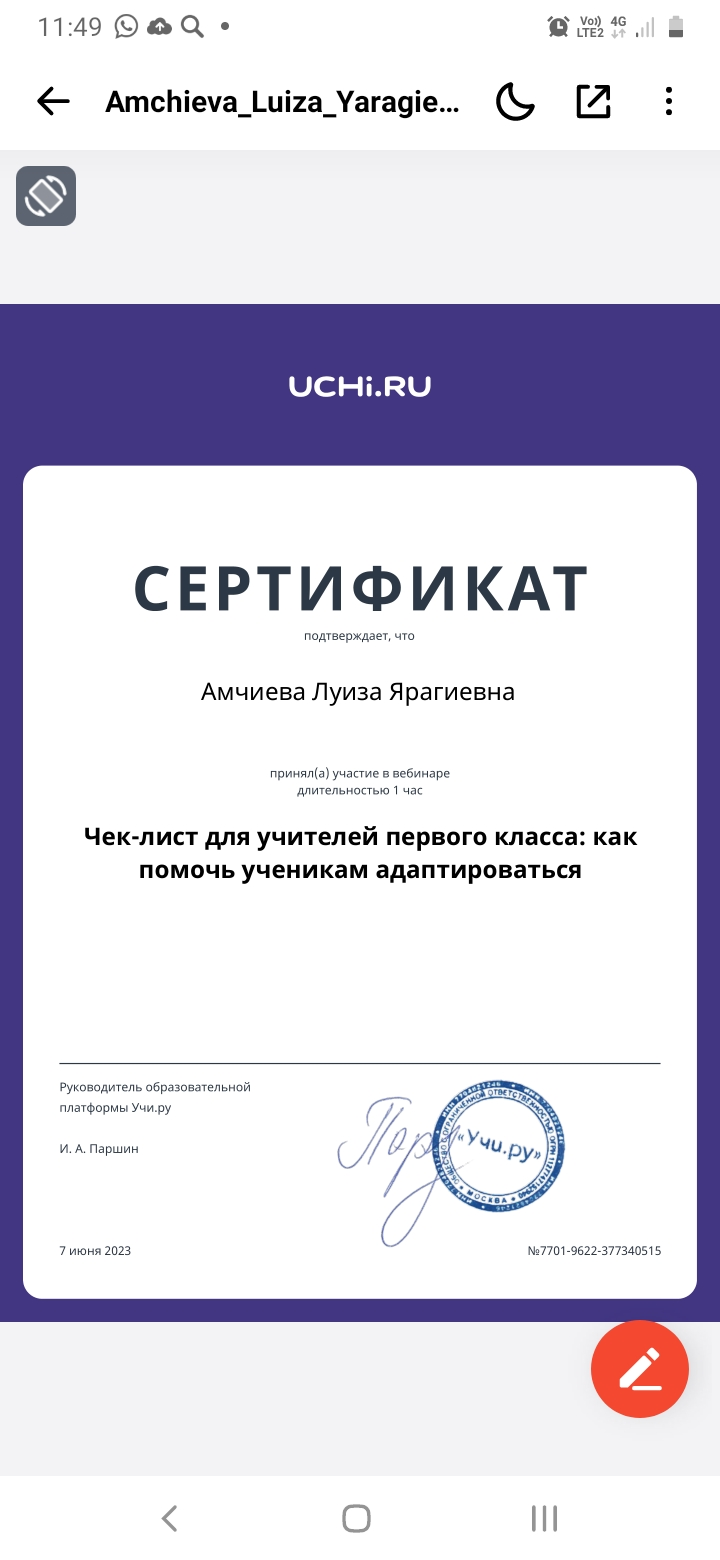 11:49
Vo))
LTE2
4G
Amchieva_Luiza_Yaragie...
UCHi.RU
СЕРТИФИКАТ
подтверждает, что
Амчиева Луиза Ярагиевна
принял(а) участие в вебинаре
длительностью 1 час
Чек-лист для учителей первого класса: как
помочь ученикам адаптироваться
Руководитель образовательной
платформы Учи.ру
И. А. Паршин
«Учи.ру»
МОСКВА
7 июня 2023
№7701-9622-377340515